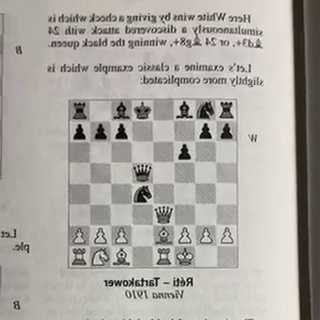 Here White wins by giving a check which is
simultaneously a discovered attack with 24
♗d3+, or 24 ♗g8+, winning the black queen.
Let's examine a classic example which is
slightly more complicated:
W
Réti – Tartakower
Vienna 1910
B
Let
ple.
B